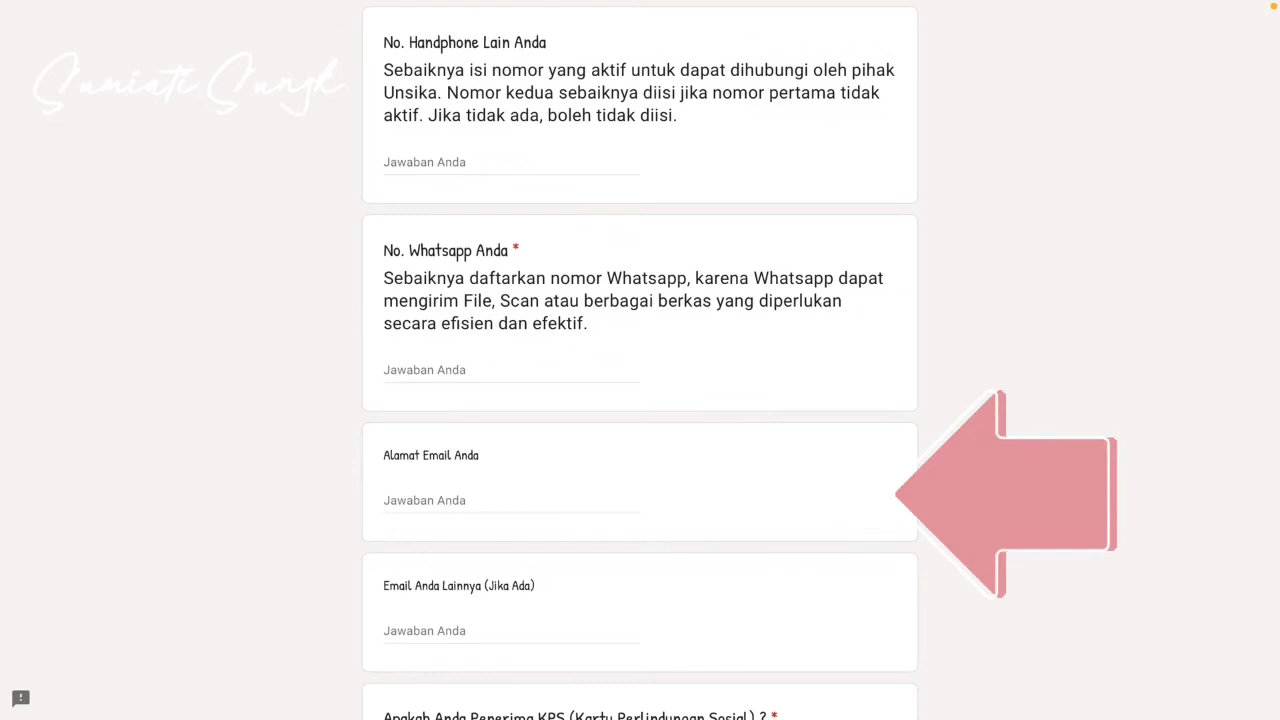 Sumiati Sungk
No. Handphone Lain Anda
Sebaiknya isi nomor yang aktif untuk dapat dihubungi oleh pihak
Unsika. Nomor kedua sebaiknya diisi jika nomor pertama tidak
aktif. Jika tidak ada, boleh tidak diisi.
Jawaban Anda
No. Whatsapp Anda *
Sebaiknya daftarkan nomor Whatsapp, karena Whatsapp dapat
mengirim File, Scan atau berbagai berkas yang diperlukan
secara efisien dan efektif.
Jawaban Anda
Alamat Email Anda
Jawaban Anda
Email Anda Lainnya (Jika Ada)
Jawaban Anda
Apakah Anda Penerima KPS (Kartu Perlindungan Sosial) ? *